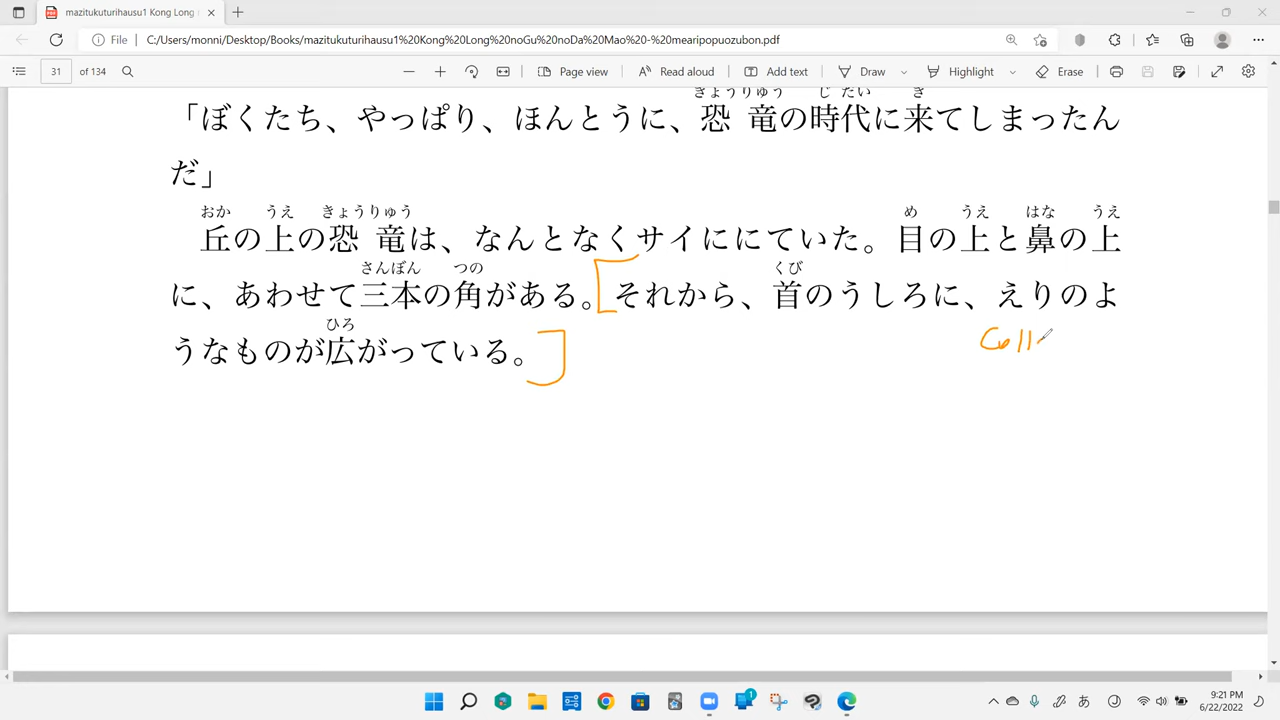 mazitukuturihausu1 Kong Long
File
C:/Users/monni/Desktop/Books/mazitukuturihausu1%20Kong%20Long%20noGu%20noDa%20Mao%20-%20mearipopuozubon.pdf
31 of 134
Page view
Read aloud
Add text
Draw
Highlight
Erase
きょうりゅう じだい き
「ぼくたち、やっぱり、ほんとうに、恐竜の時代に来てしまったん
だ」
おか うえ きょうりゅう め うえ はな うえ
丘の上の恐竜は、なんとなくサイににていた。目の上と鼻の上
さんぼん つの くび
に、あわせて三本の角がある。それから、首のうしろに、えりのよ
ひろ
うなものが広がっている。
Coll
1
あ
9:21 PM
6/22/2022